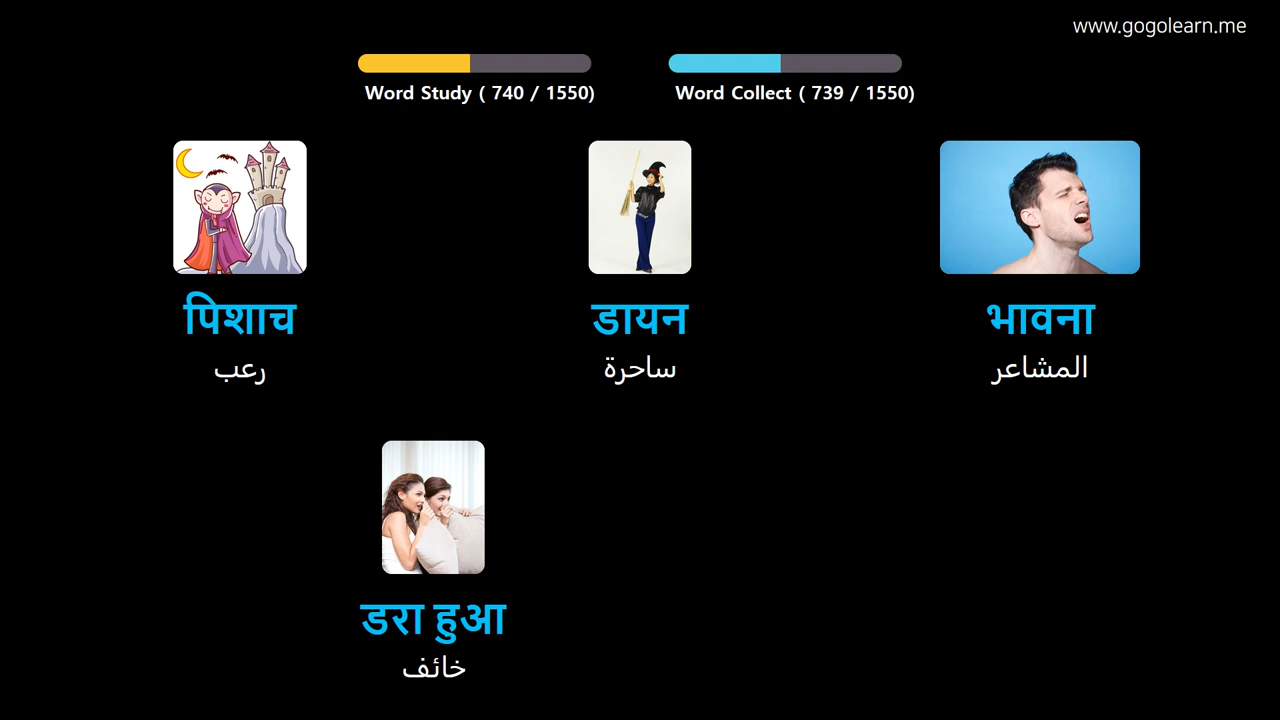 www.gogolearn.me
Word Study ( 740 / 1550)
Word Collect ( 739 / 1550)
पिशाच
رعب
डायन
ساحرة
भावना
المشاعر
डरा हुआ
خائف